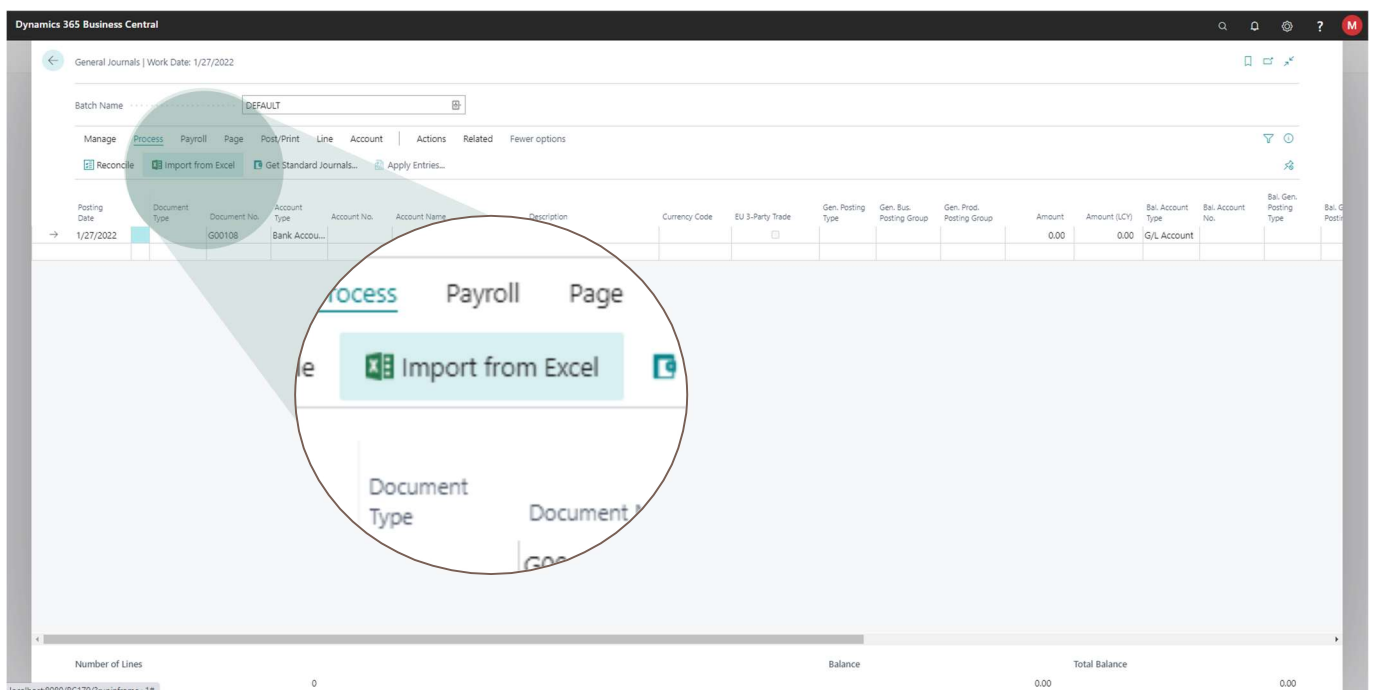 Dynamics 365 Business Central
? M
General Journals | Work Date: 1/27/2022
Batch Name DEFAULT
Manage Process Payroll Page Post/Print Line Account Actions Related Fewer options
Reconcile Import from Excel Get Standard Journals... Apply Entries...
Posting Date Document Type Document No. Account Type Account No. Account Name Description Currency Code EU 3-Party Trade Gen. Posting Type Gen. Bus. Posting Group Gen. Prod. Posting Group Amount Amount (LCY) Bal. Account Type Bal. Account No. Bal. Gen. Posting Type
1/27/2022 G00108 Bank Accou... 0.00 0.00 G/L Account
rocess Payroll Page
le Import from Excel
Document
Type Document
Number of Lines Balance Total Balance
0 0.00 0.00